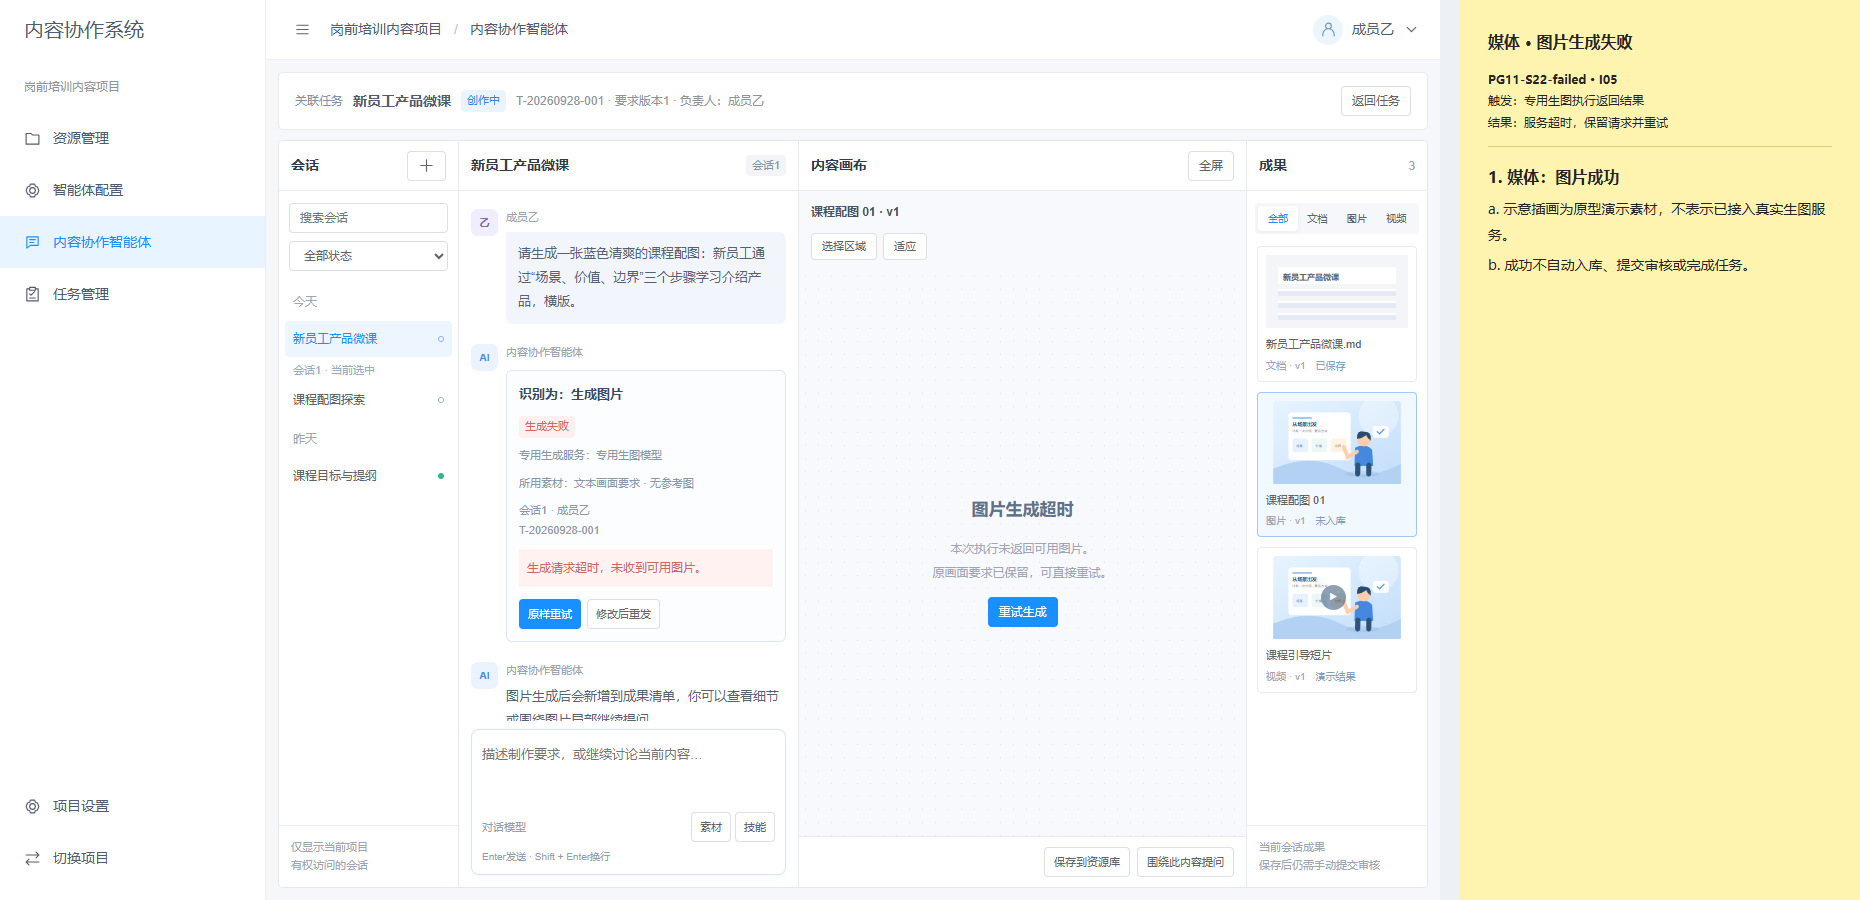 内容协作系统
岗前培训内容项目
资源管理
智能体配置
内容协作智能体
任务管理
项目设置
切换项目
岗前培训内容项目 / 内容协作智能体
成员乙
关联任务 新员工产品微课 创作中 T-20260928-001 · 要求版本1 · 负责人：成员乙
返回任务
会话
搜索会话
全部状态
今天
新员工产品微课
会话1 · 当前选中
课程配图探索
昨天
课程目标与提纲
仅显示当前项目
有权访问的会话
新员工产品微课
会话1
乙
成员乙
请生成一张蓝色清爽的课程配图：新员工通
过“场景、价值、边界”三个步骤学习介绍产
品，横版。
AI
内容协作智能体
识别为：生成图片
生成失败
专用生成服务：专用生图模型
所用素材：文本画面要求 · 无参考图
会话1 · 成员乙
T-20260928-001
生成请求超时，未收到可用图片。
原样重试
修改后重发
AI
内容协作智能体
图片生成后会新增到成果清单，你可以查看细节
或围绕图片局部继续提问
描述制作要求，或继续讨论当前内容...
对话模型
素材
技能
Enter发送 · Shift + Enter换行
内容画布
全屏
课程配图 01 · v1
选择区域
适应
图片生成超时
本次执行未返回可用图片。
原画面要求已保留，可直接重试。
重试生成
保存到资源库
围绕此内容提问
成果
3
全部
文档
图片
视频
新员工产品微课
新员工产品微课.md
文档 · v1 已保存
从场景出发
课程配图 01
图片 · v1 未入库
从场景出发
课程引导短片
视频 · v1 演示结果
当前会话成果
保存后仍需手动提交审核
媒体 • 图片生成失败
PG11-S22-failed • I05
触发：专用生图执行返回结果
结果：服务超时，保留请求并重试
1. 媒体：图片成功
a. 示意插画为原型演示素材，不表示已接入真实生图服
务。
b. 成功不自动入库、提交审核或完成任务。